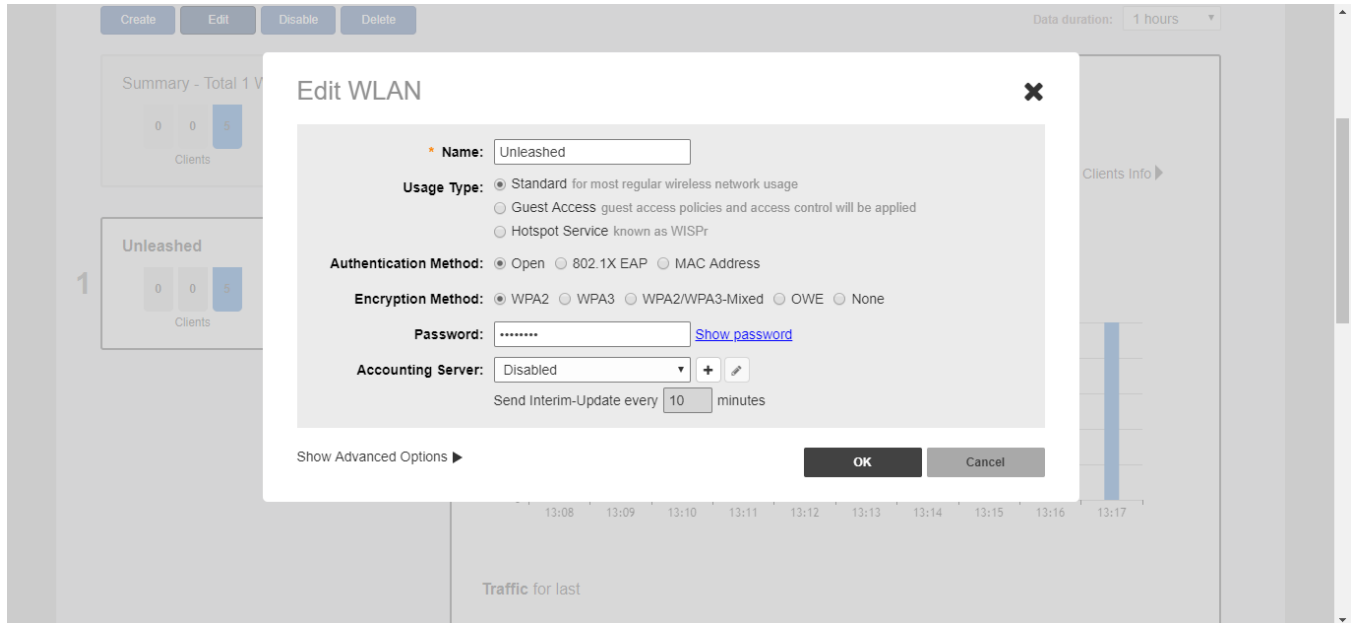 Create Edit Disable Delete Data duration: 1 hours
Edit WLAN
Summary - Total 1 W
0 0 5
Clients
* Name: Unleashed
Usage Type: Standard for most regular wireless network usage
Guest Access guest access policies and access control will be applied
Hotspot Service known as WISPr
Clients Info
Unleashed
1
0 0 5
Clients
Authentication Method: Open 802.1X EAP MAC Address
Encryption Method: WPA2 WPA3 WPA2/WPA3-Mixed OWE None
Password: •••••••• Show password
Accounting Server: Disabled
Send Interim-Update every 10 minutes
Show Advanced Options
OK Cancel
13:08 13:09 13:10 13:11 13:12 13:13 13:14 13:15 13:16 13:17
Traffic for last